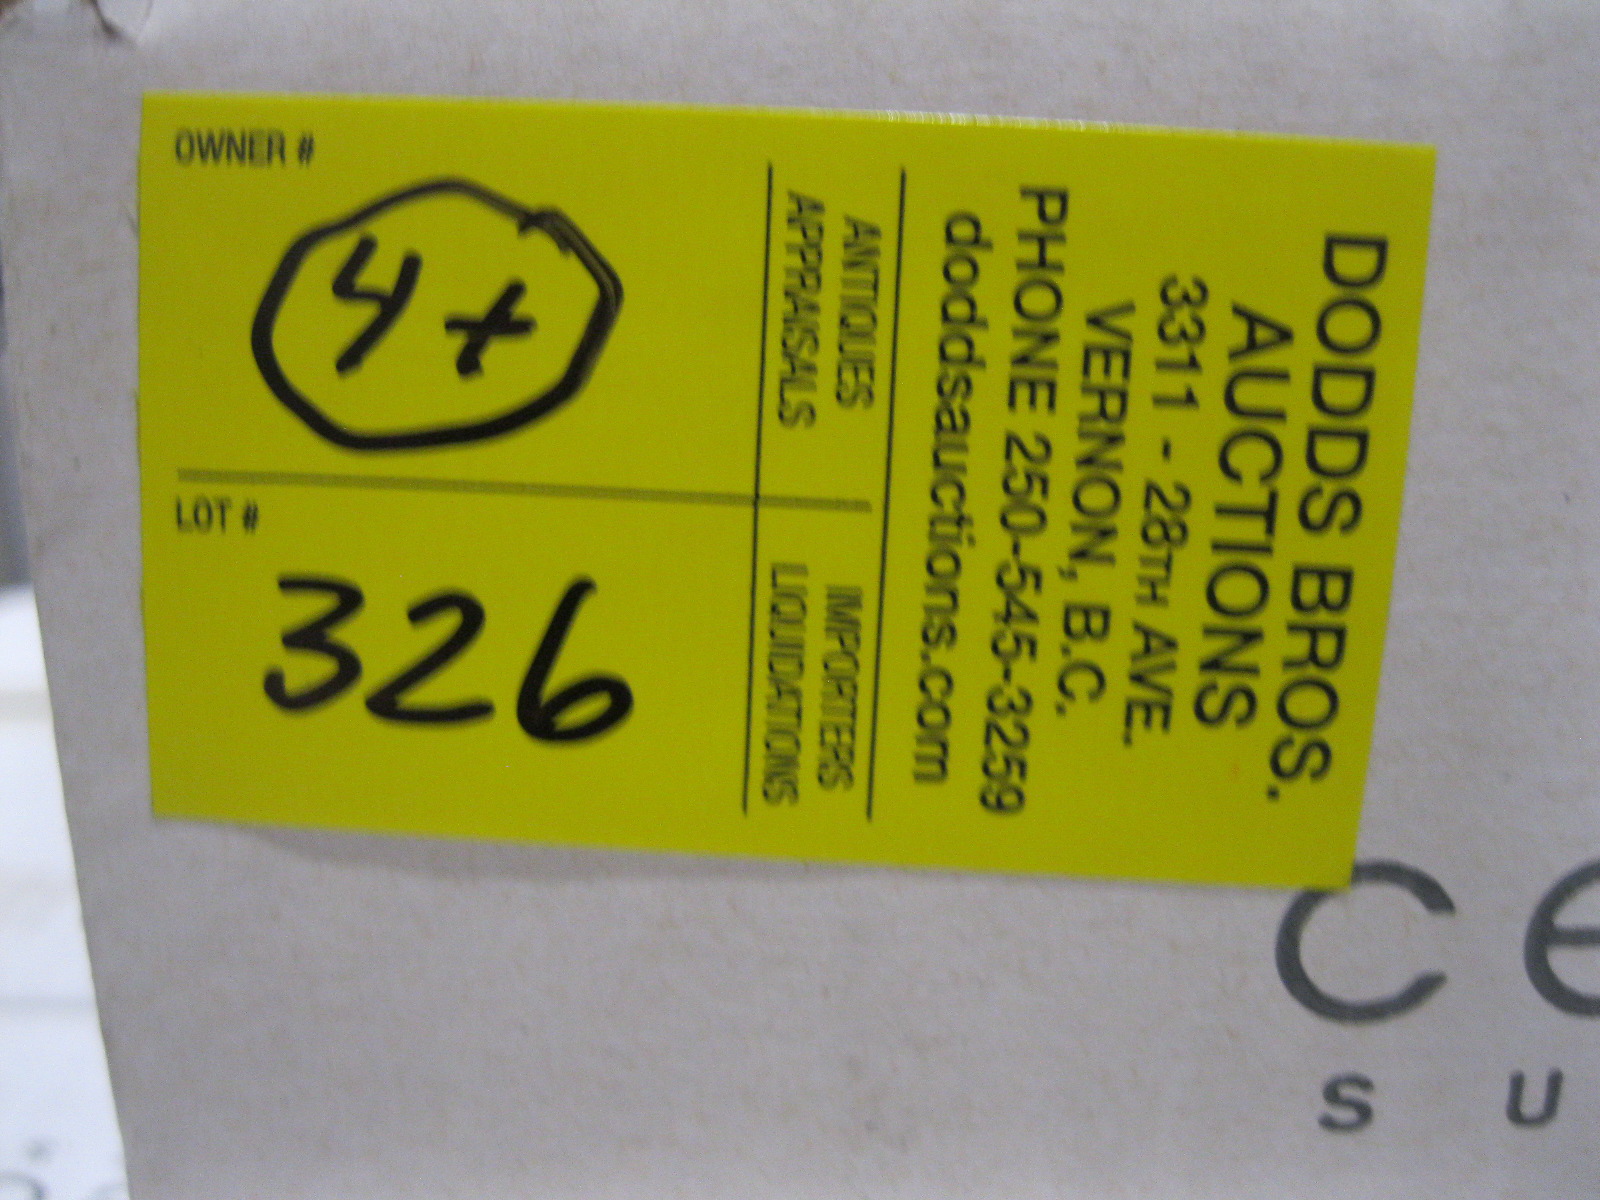 OWNER #
4+
LOT #
326
ANTIQUES
APPRAISALS
IMPORTERS
LIQUIDATIONS
DODDS BROS.
AUCTIONS
3311 - 28TH AVE.
VERNON, B.C.
PHONE 250-545-3259
doddsauctions.com
ce
S U